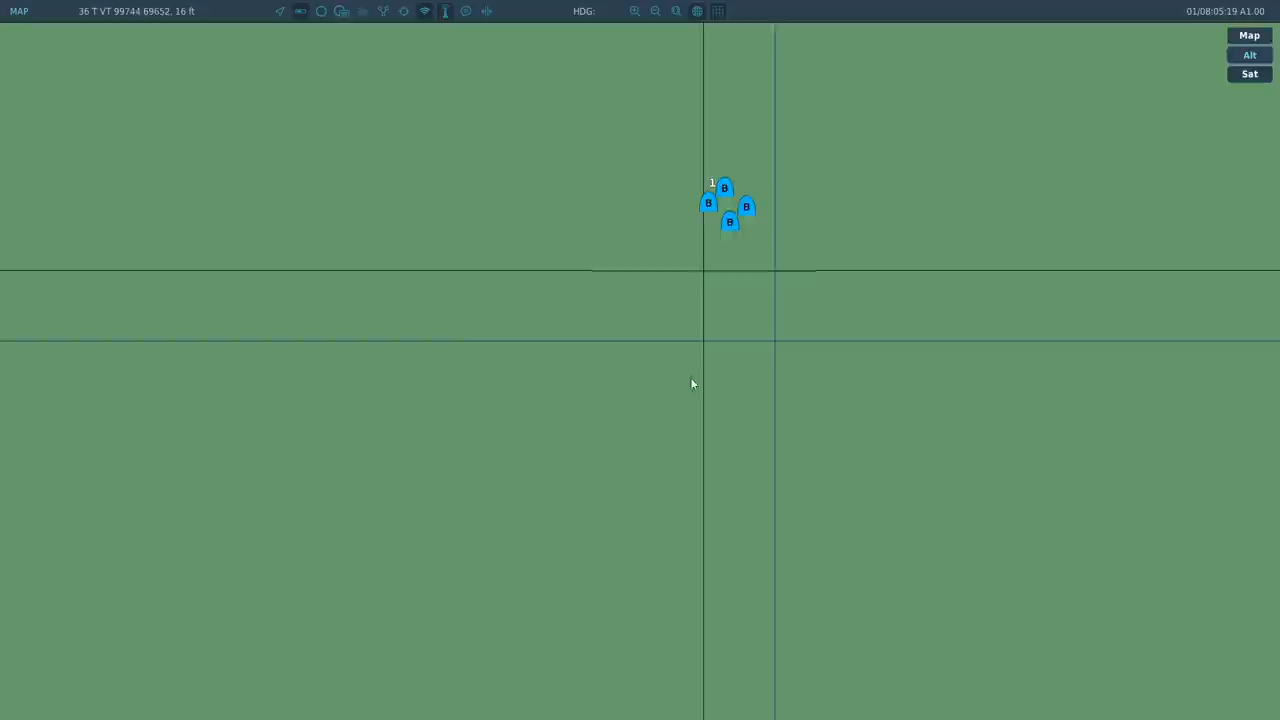 MAP 36 T VT 99744 69652, 16 ft HDG: 01/08:05:19 A1.00
Map
Alt
Sat
1
B
B
B
B